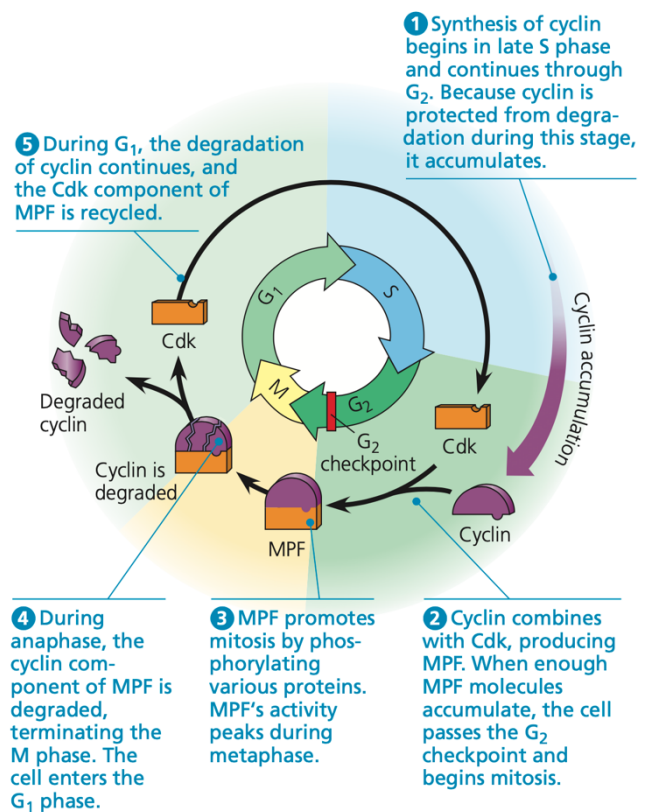 1 Synthesis of cyclin
begins in late S phase
and continues through
G₂. Because cyclin is
protected from degra-
dation during this stage,
it accumulates.
5 During G₁, the degradation
of cyclin continues, and
the Cdk component of
MPF is recycled.
G₁
S
G₂
M
Cyclin accumulation
Cdk
Degraded
cyclin
Cyclin is
degraded
G₂
checkpoint
Cdk
Cyclin
MPF
4 During
anaphase, the
cyclin com-
ponent of MPF is
degraded,
terminating the
M phase. The
cell enters the
G₁ phase.
3 MPF promotes
mitosis by phos-
phorylating
various proteins.
MPF's activity
peaks during
metaphase.
2 Cyclin combines
with Cdk, producing
MPF. When enough
MPF molecules
accumulate, the cell
passes the G₂
checkpoint and
begins mitosis.